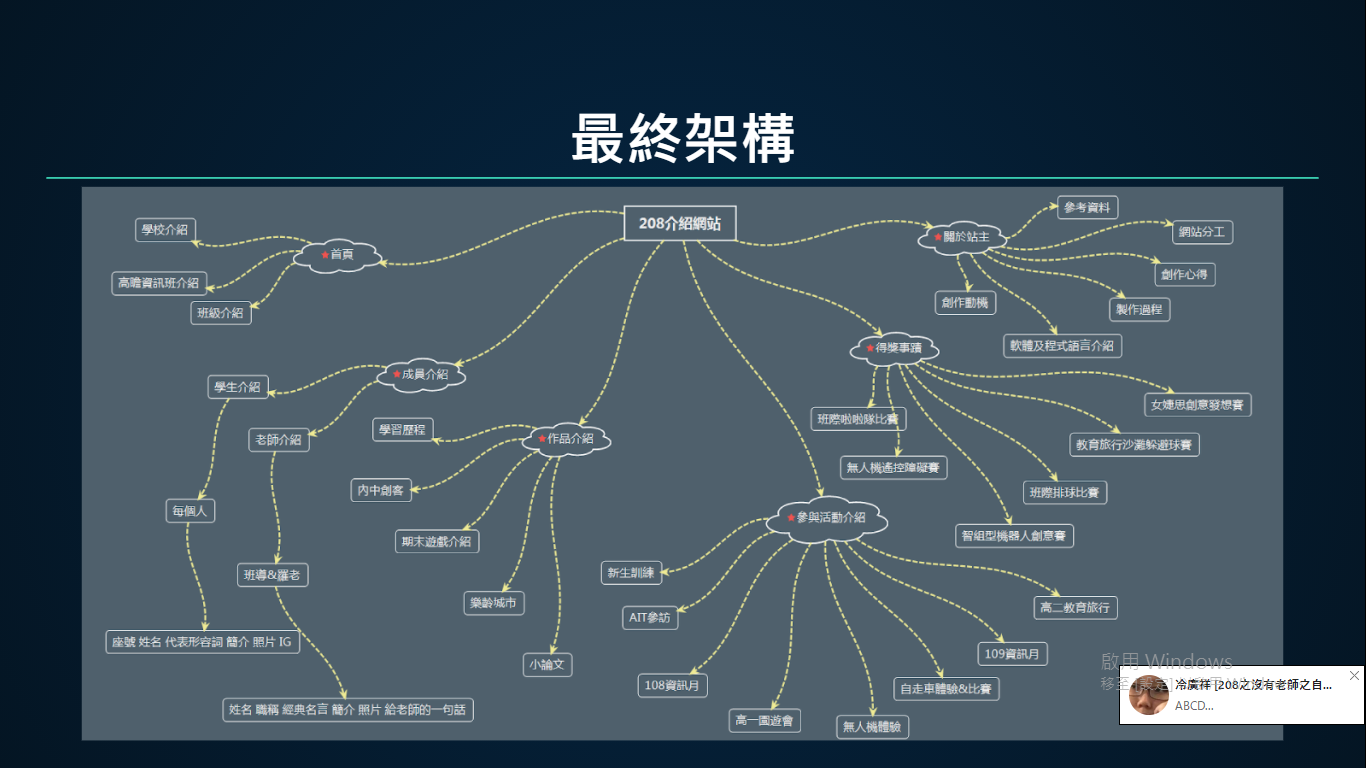 最終架構
208介紹網站
首頁
學校介紹
高瞻資訊班介紹
班級介紹
成員介紹
學生介紹
每個人
座號 姓名 代表形容詞 簡介 照片 IG
老師介紹
班導&羅老
姓名 職稱 經典名言 簡介 照片 給老師的一句話
作品介紹
學習歷程
內中創客
期末遊戲介紹
樂齡城市
小論文
參與活動介紹
新生訓練
AIT參訪
108資訊月
高一園遊會
無人機體驗
自走車體驗&比賽
109資訊月
高二教育旅行
得獎事蹟
班際啦啦隊比賽
無人機遙控障礙賽
智組型機器人創意賽
班際排球比賽
教育旅行沙灘躲避球賽
女婕思創意發想賽
關於站主
創作動機
軟體及程式語言介紹
製作過程
創作心得
網站分工
參考資料
啟用 Windows
移至 [設定]
冷廣祥 [208之沒有老師之自...
ABCD...